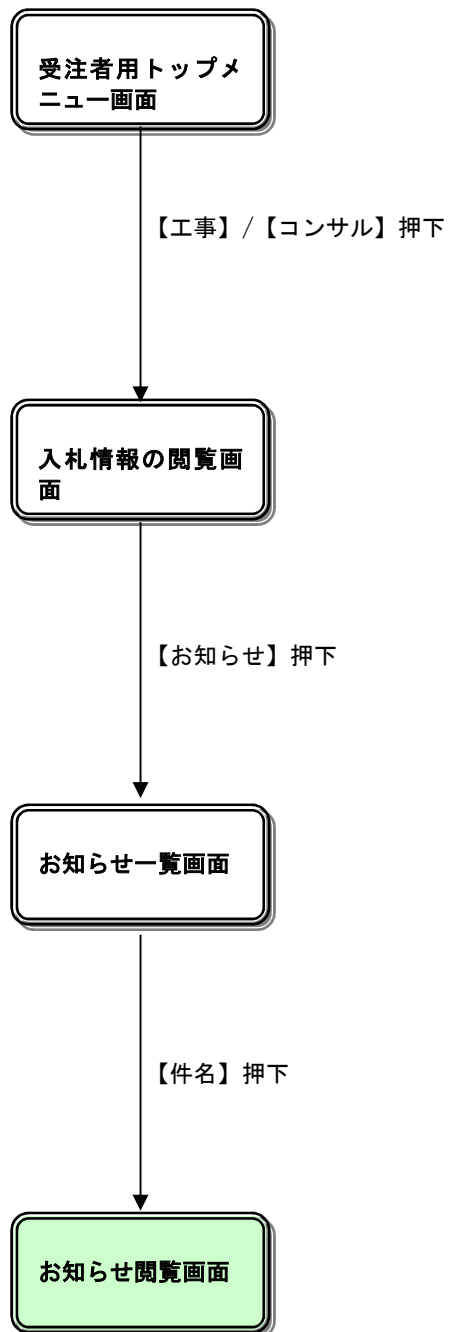 受注者用トップメ
ニュー画面
【工事】/【コンサル】押下
入札情報の閲覧画
面
【お知らせ】押下
お知らせ一覧画面
【件名】押下
お知らせ閲覧画面